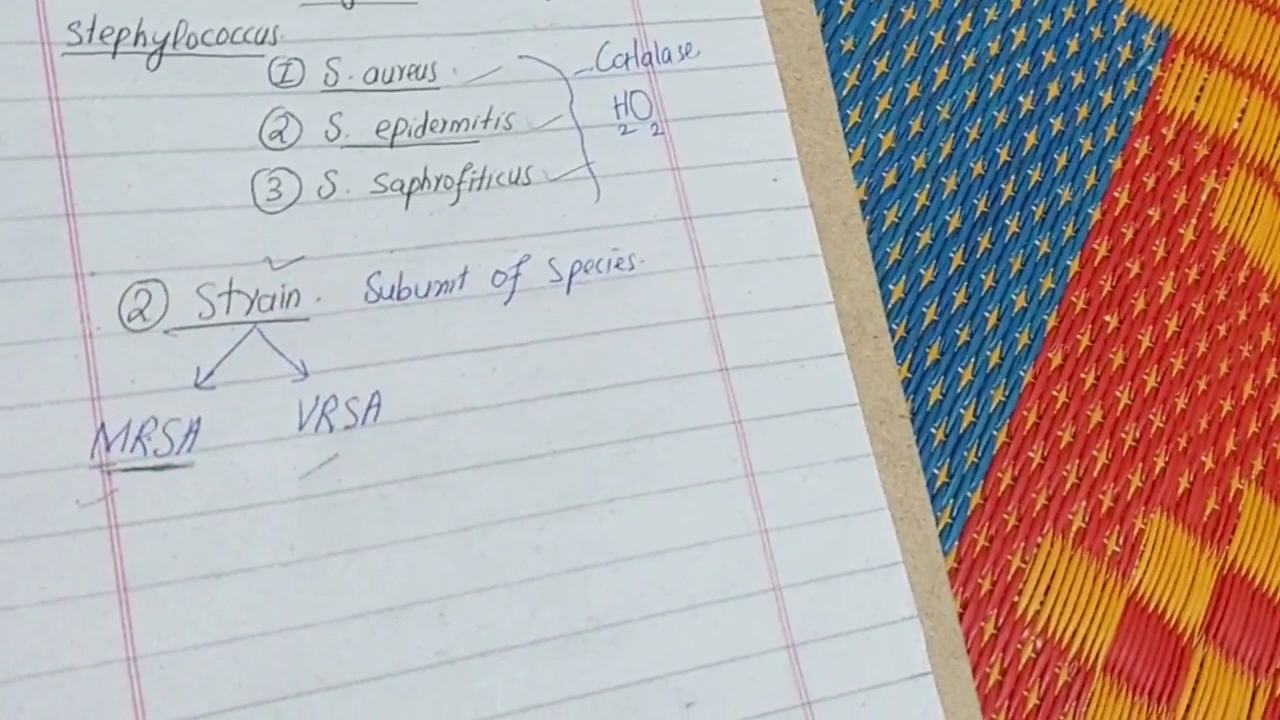 Stephylococcus.
① S. aureus
Catalase
② S. epidermitis
H2O2
③ S. Saphrofiticus
② Strain. Subunit of Species.
MRSA VRSA